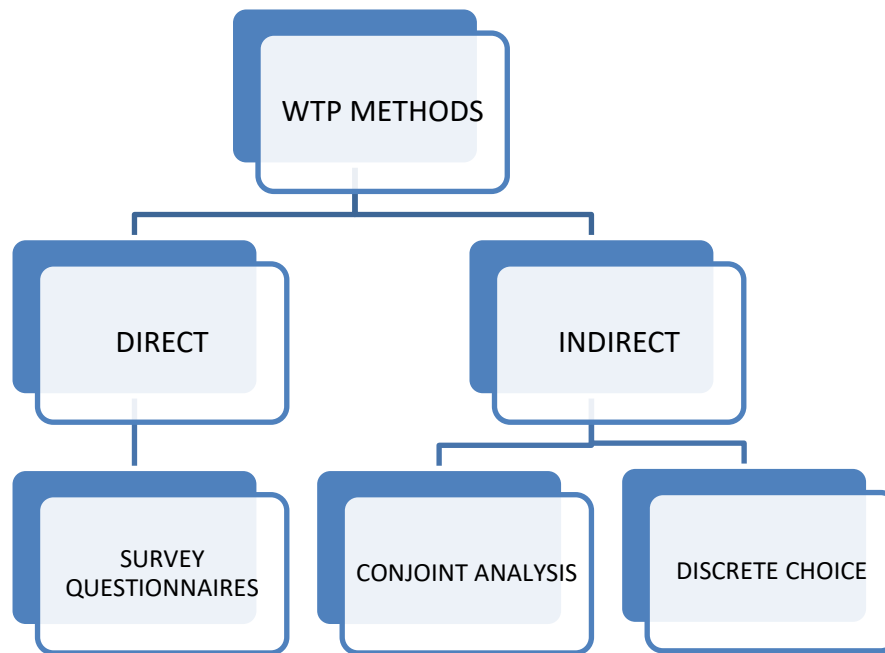 WTP METHODS
DIRECT
INDIRECT
SURVEY
QUESTIONNAIRES
CONJOINT ANALYSIS
DISCRETE CHOICE